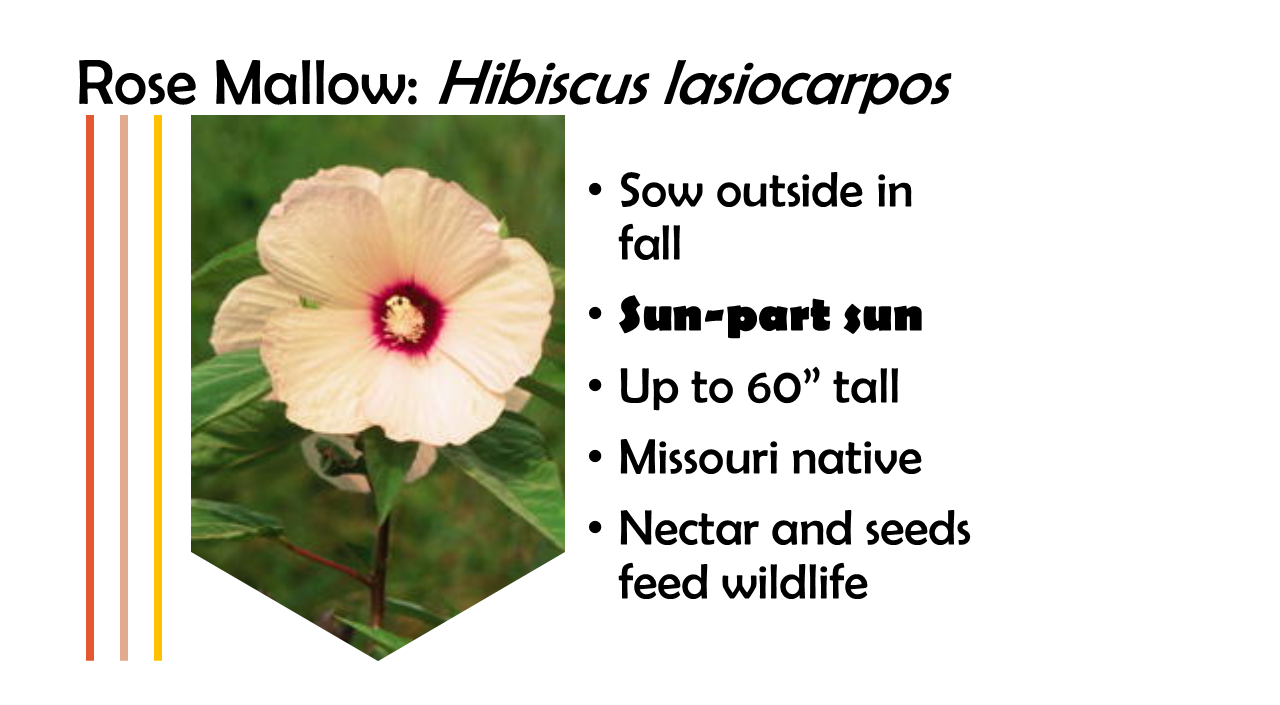 Rose Mallow: Hibiscus lasiocarpos
• Sow outside in
fall
• Sun-part sun
• Up to 60” tall
• Missouri native
• Nectar and seeds
feed wildlife